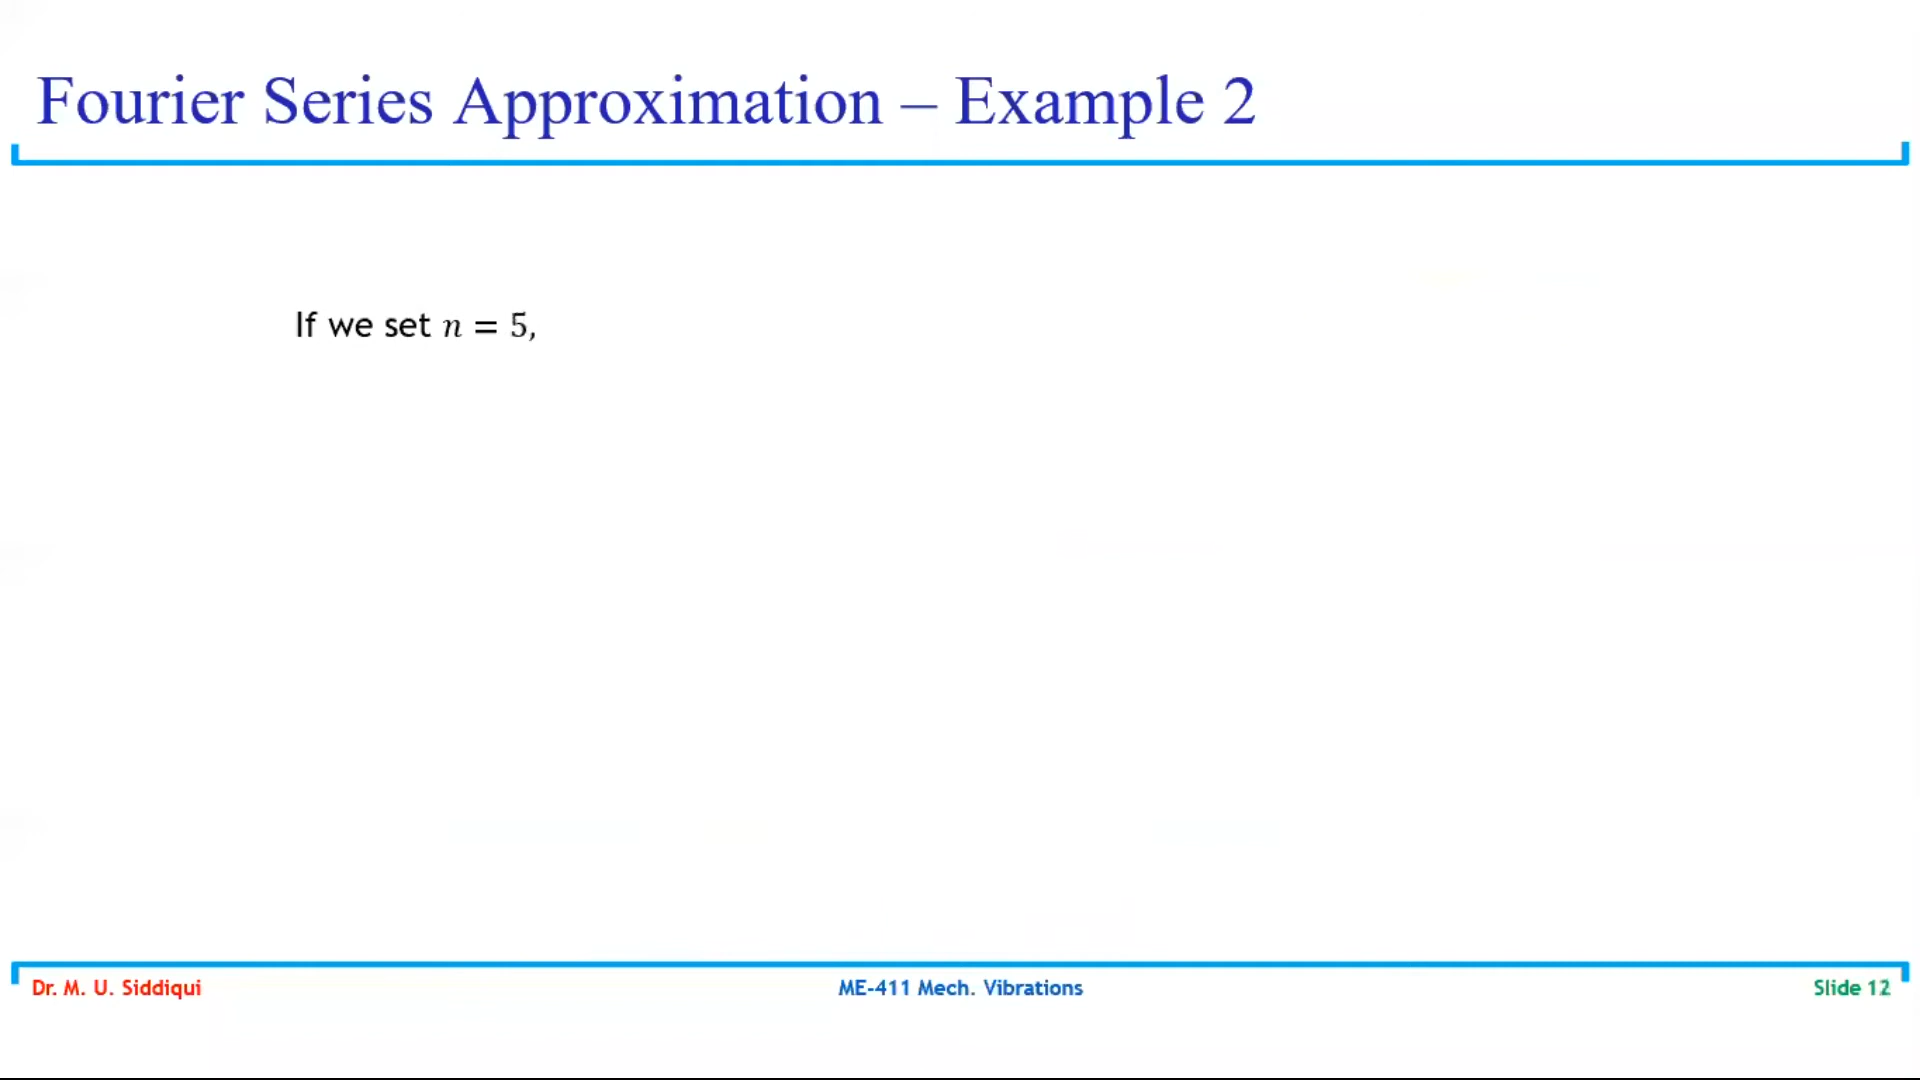 Fourier Series Approximation – Example 2
If we set n = 5,
Dr. M. U. Siddiqui
ME-411 Mech. Vibrations
Slide 12